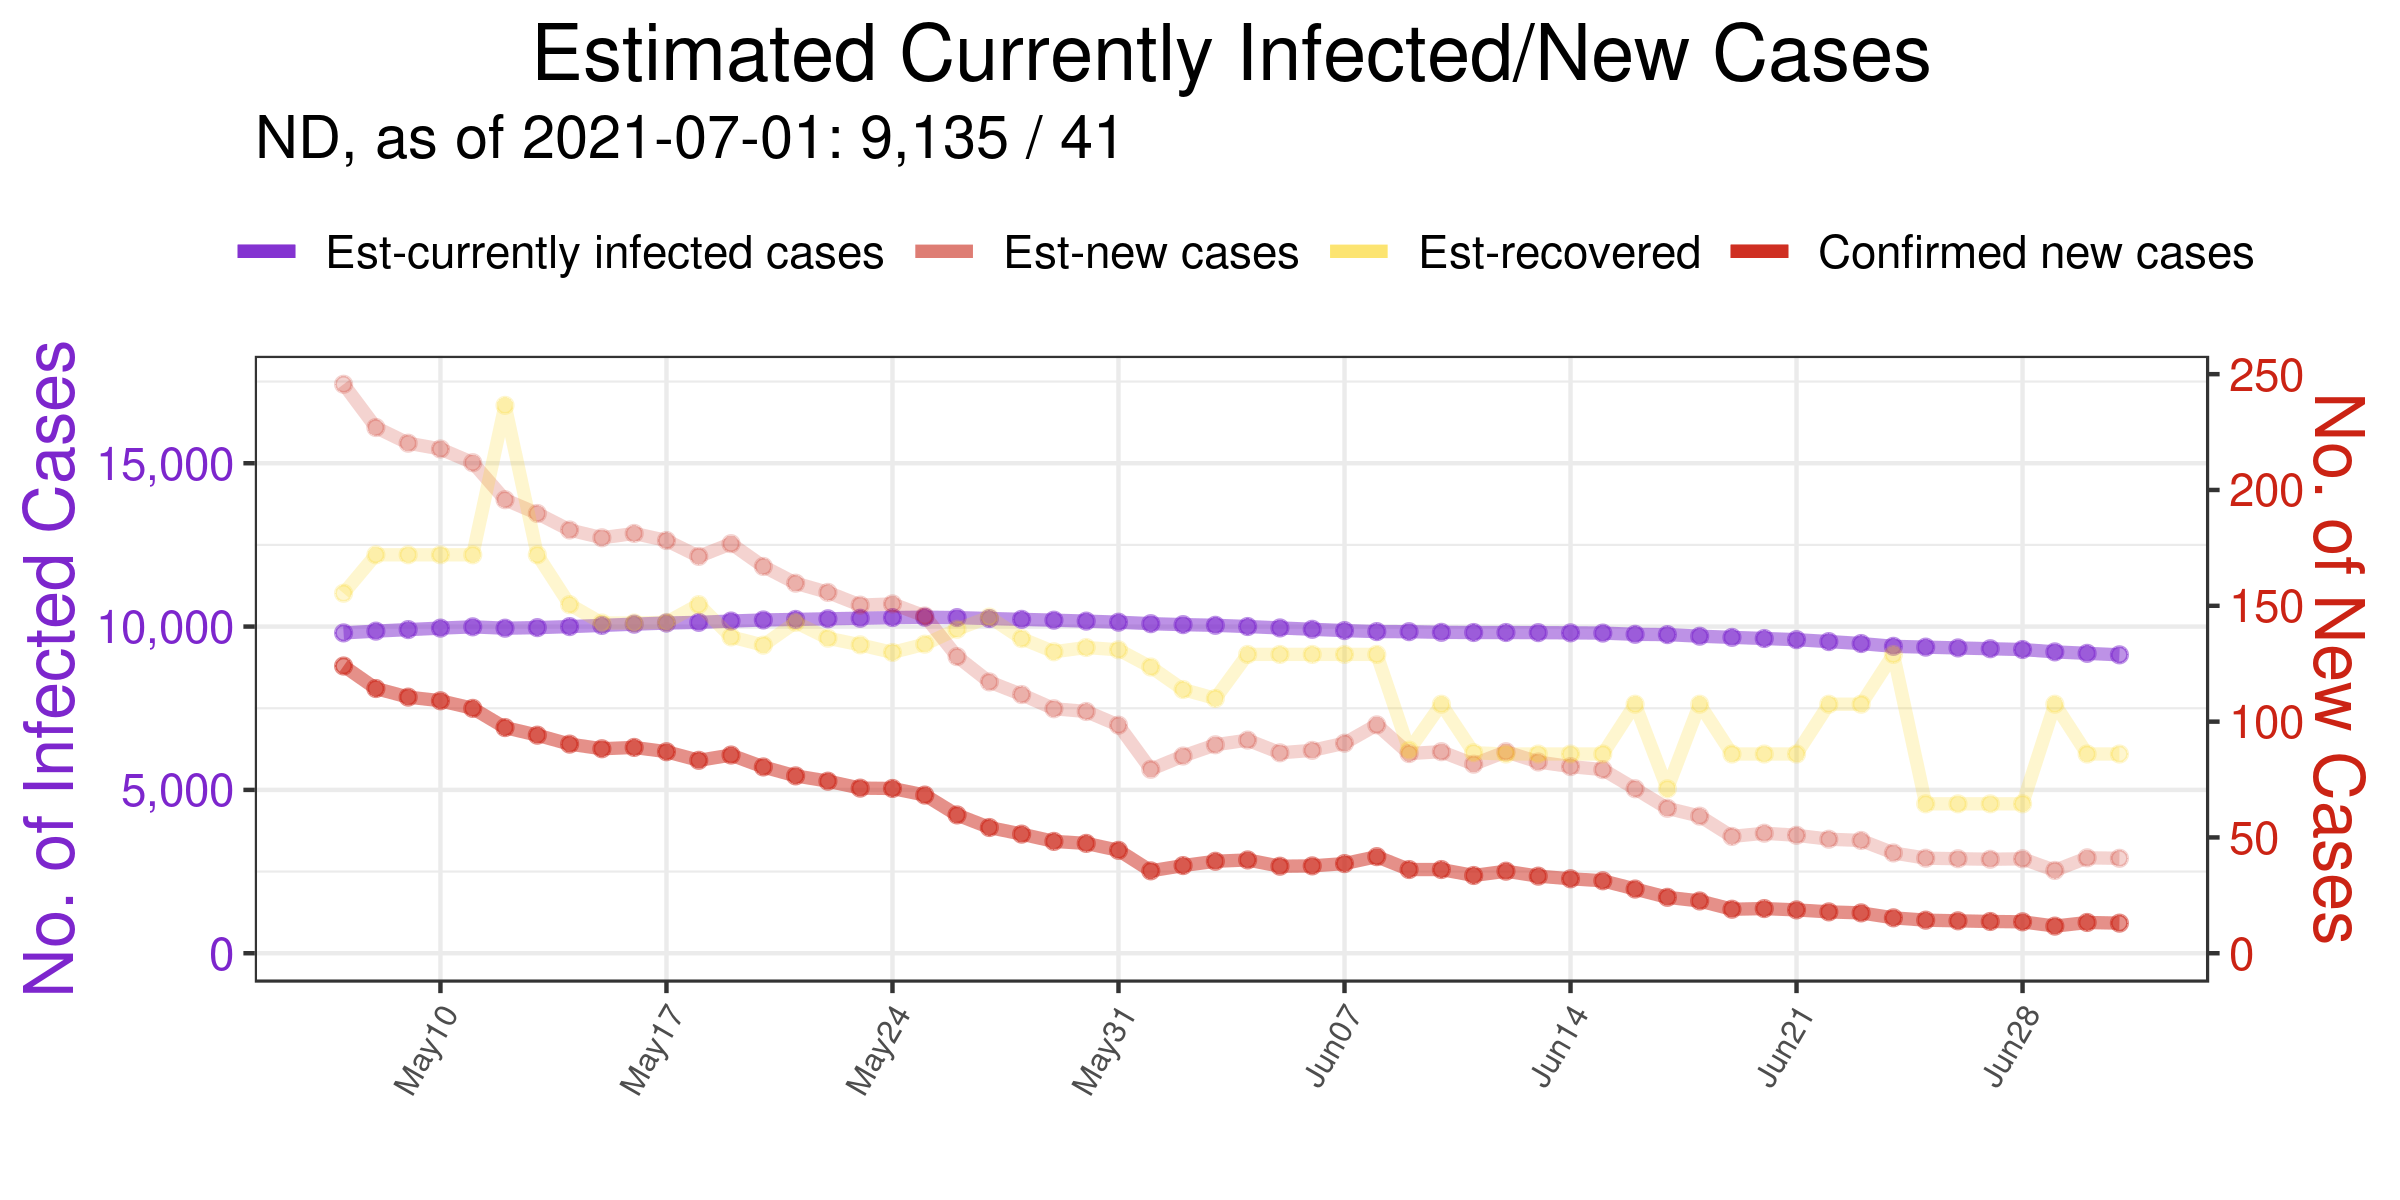 Estimated Currently Infected/New Cases
ND, as of 2021-07-01: 9,135 / 41
Est-currently infected cases Est-new cases Est-recovered Confirmed new cases
No. of Infected Cases
15,000
10,000
5,000
0
250
200
150
100
50
0
No. of New Cases
May10 May17 May24 May31 Jun07 Jun14 Jun21 Jun28